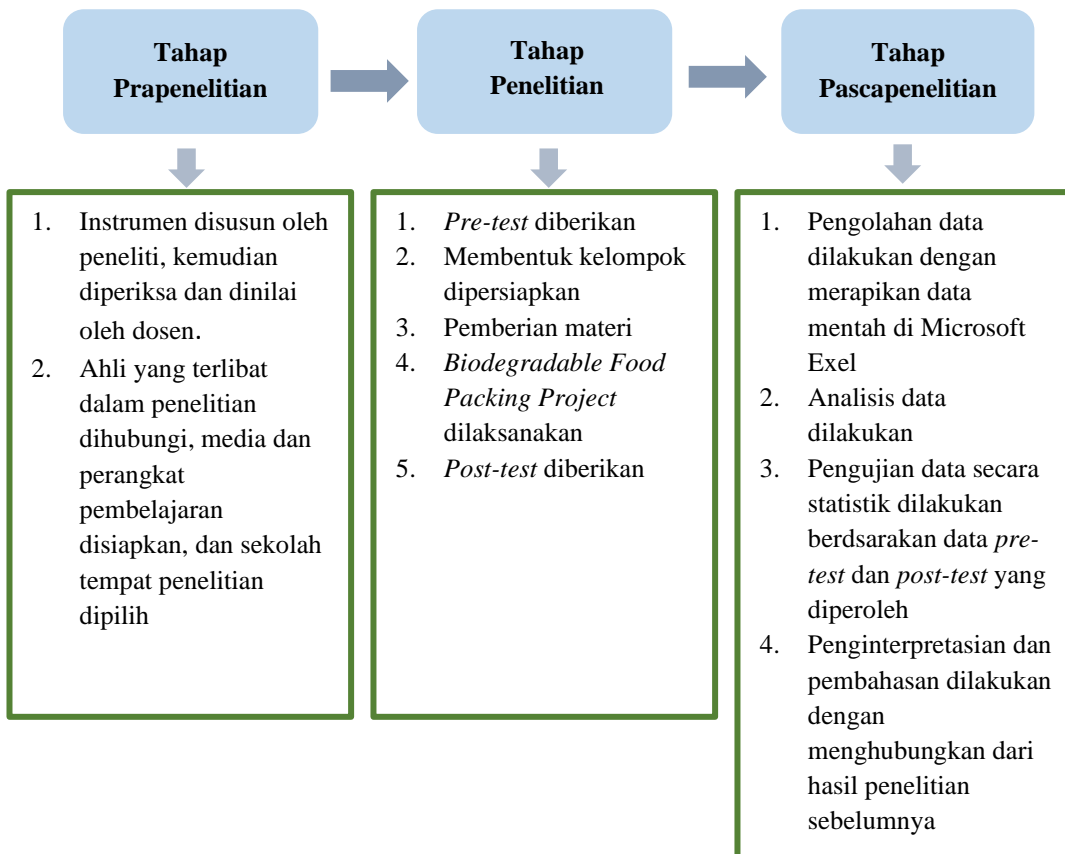 Tahap
Prapenelitian
Tahap
Penelitian
Tahap
Pascapenelitian
1. Instrumen disusun oleh
peneliti, kemudian
diperiksa dan dinilai
oleh dosen.
2. Ahli yang terlibat
dalam penelitian
dihubungi, media dan
perangkat
pembelajaran
disiapkan, dan sekolah
tempat penelitian
dipilih
1. Pre-test diberikan
2. Membentuk kelompok
dipersiapkan
3. Pemberian materi
4. Biodegradable Food
Packing Project
dilaksanakan
5. Post-test diberikan
1. Pengolahan data
dilakukan dengan
merapikan data
mentah di Microsoft
Exel
2. Analisis data
dilakukan
3. Pengujian data secara
statistik dilakukan
berdsarakan data pre-
test dan post-test yang
diperoleh
4. Penginterpretasian dan
pembahasan dilakukan
dengan
menghubungkan dari
hasil penelitian
sebelumnya